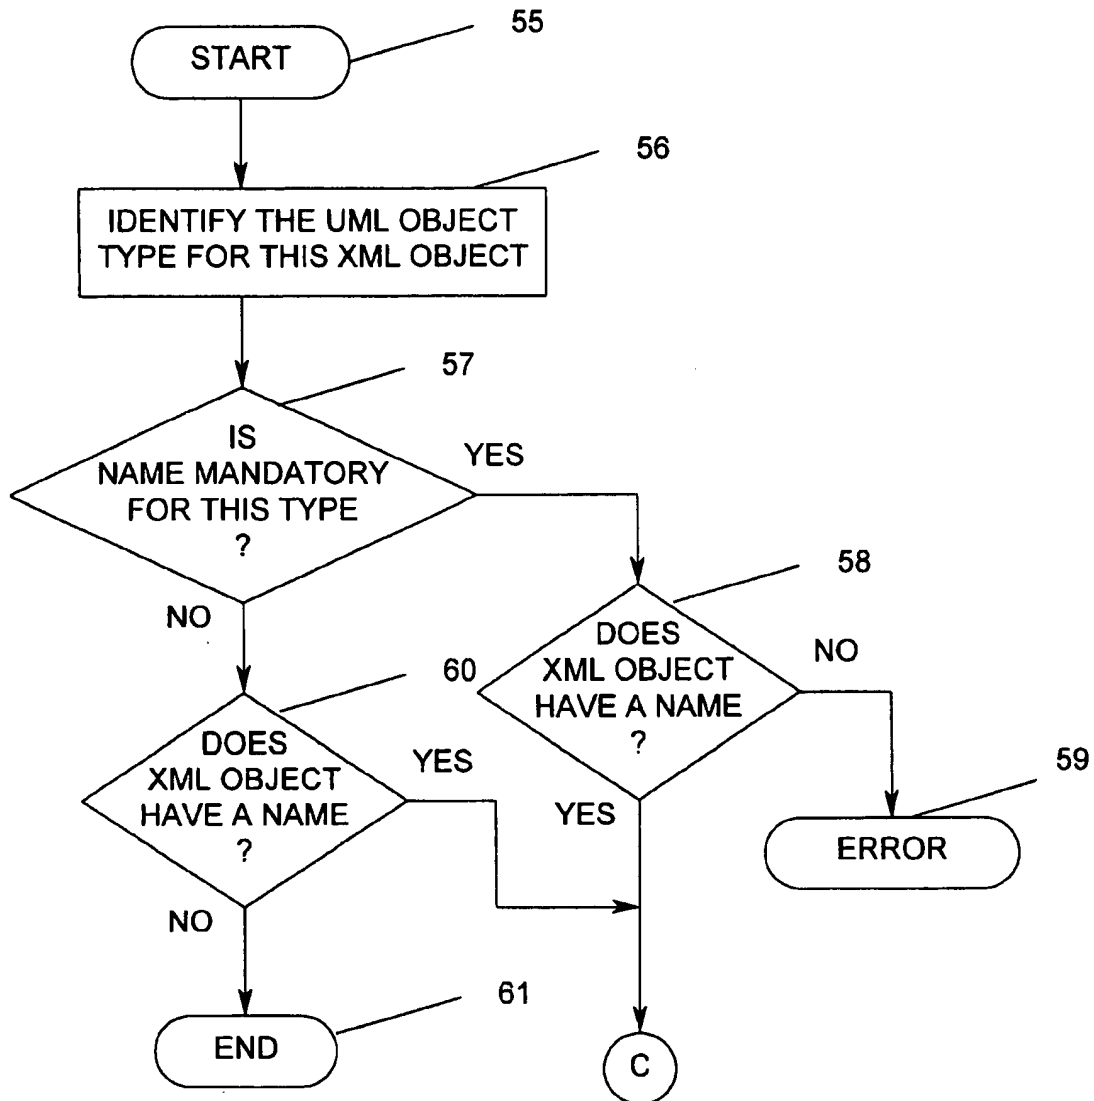 55
START
56
IDENTIFY THE UML OBJECT
TYPE FOR THIS XML OBJECT
57
IS
NAME MANDATORY
FOR THIS TYPE
?
YES
NO
58
DOES
XML OBJECT
HAVE A NAME
?
NO
YES
59
ERROR
60
DOES
XML OBJECT
HAVE A NAME
?
YES
NO
61
END
C